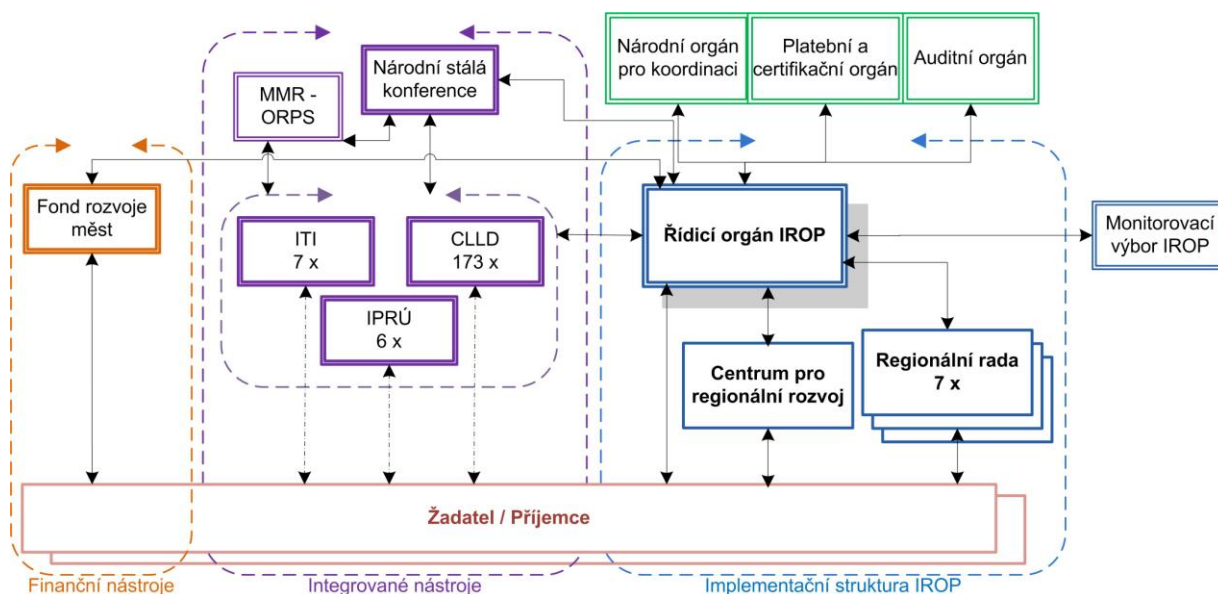 Národní orgán
pro koordinaci
Platební a
certifikační orgán
Auditní orgán
Národní stálá
konference
MMR -
ORPS
Fond rozvoje
měst
ITI
7 x
CLLD
173 x
IPRÚ
6 x
Řídicí orgán IROP
Monitorovací
výbor IROP
Centrum pro
regionální rozvoj
Regionální rada
7 x
Žadatel / Příjemce
Finanční nástroje
Integrované nástroje
Implementační struktura IROP